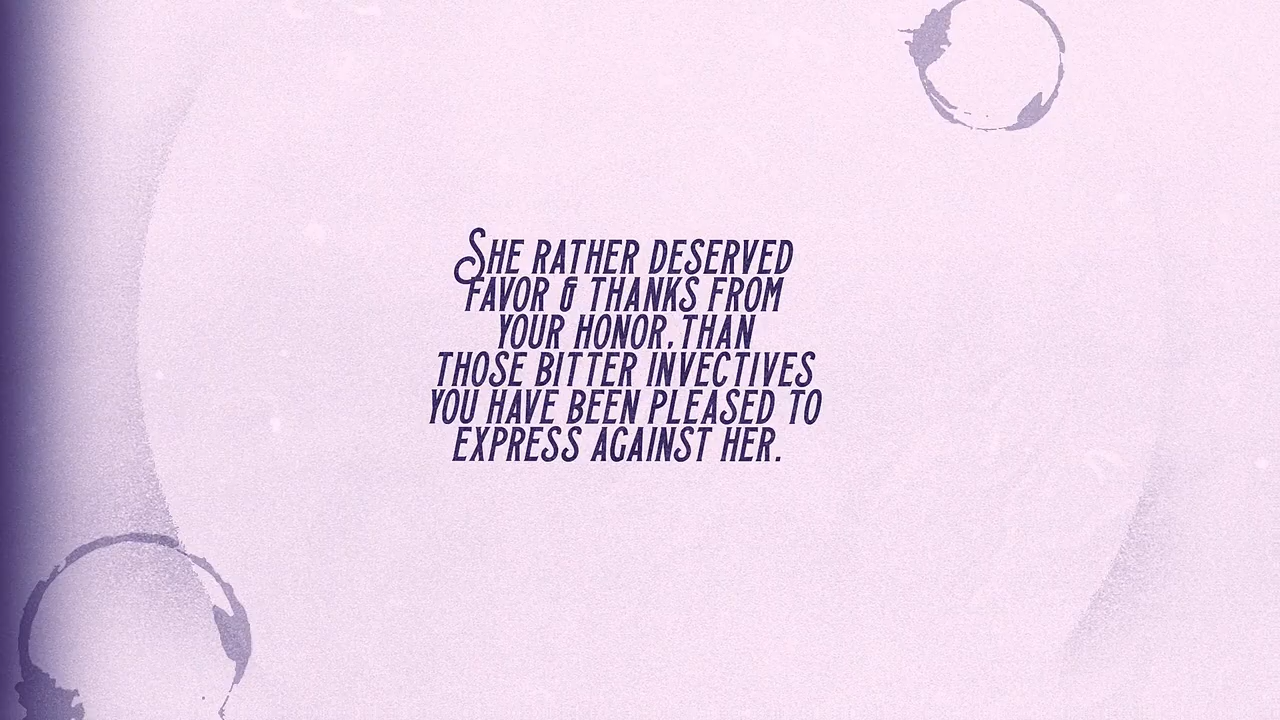 She rather deserved
favor & thanks from
your honor, than
those bitter invectives
you have been pleased to
express against her.